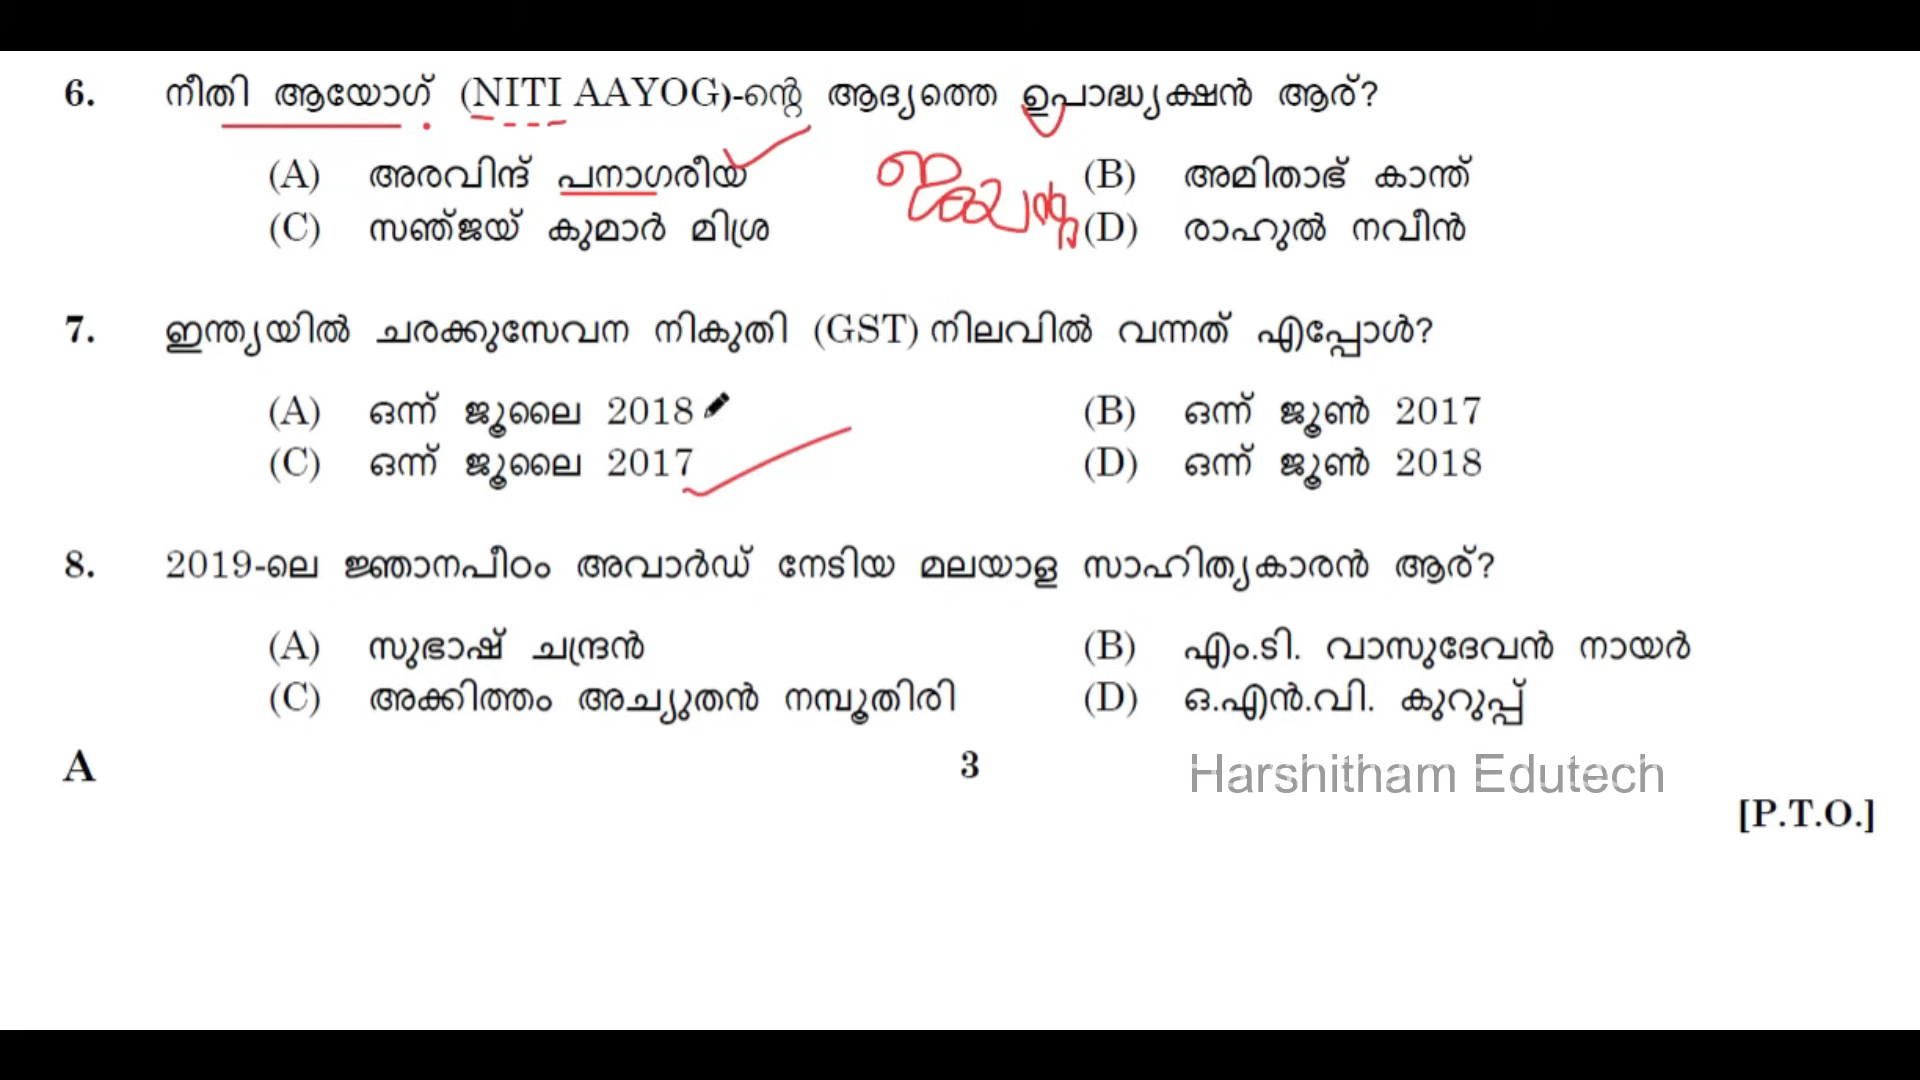 6. നീതി ആയോഗ് (NITI AAYOG)-ന്റെ ആദ്യത്തെ ഉപാദ്ധ്യക്ഷൻ ആര്?
(A) അരവിന്ദ് പനാഗരീയ (B) അമിതാഭ് കാന്ത്
(C) സഞ്ജയ് കുമാർ മിശ്ര (D) രാഹുൽ നവീൻ
7. ഇന്ത്യയിൽ ചരക്കുസേവന നികുതി (GST) നിലവിൽ വന്നത് എപ്പോൾ?
(A) ഒന്ന് ജൂലൈ 2018 (B) ഒന്ന് ജൂൺ 2017
(C) ഒന്ന് ജൂലൈ 2017 (D) ഒന്ന് ജൂൺ 2018
8. 2019-ലെ ജ്ഞാനപീഠം അവാർഡ് നേടിയ മലയാള സാഹിത്യകാരൻ ആര്?
(A) സുഭാഷ് ചന്ദ്രൻ (B) എം.ടി. വാസുദേവൻ നായർ
(C) അക്കിത്തം അച്യുതൻ നമ്പൂതിരി (D) ഒ.എൻ.വി. കുറുപ്പ്
A 3 Harshitham Edutech
[P.T.O.]